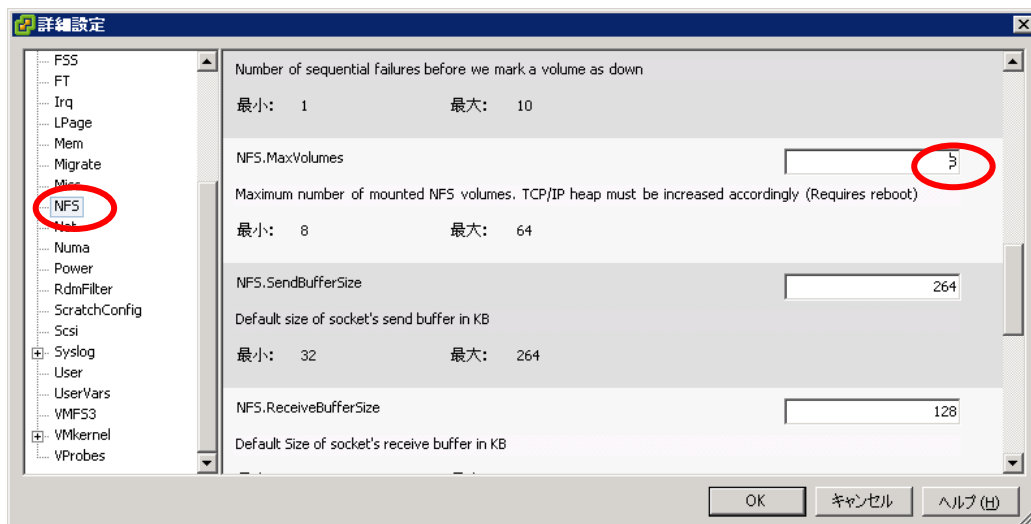 詳細設定
FSS
FT
Irq
LPage
Mem
Migrate
Misc
NFS
Net
Numa
Power
RdmFilter
ScratchConfig
Scsi
Syslog
User
UserVars
VMFS3
VMkernel
VProbes
Number of sequential failures before we mark a volume as down
最小: 1 最大: 10
NFS.MaxVolumes
Maximum number of mounted NFS volumes. TCP/IP heap must be increased accordingly (Requires reboot)
最小: 8 最大: 64
NFS.SendBufferSize 264
Default size of socket's send buffer in KB
最小: 32 最大: 264
NFS.ReceiveBufferSize 128
Default Size of socket's receive buffer in KB
OK キャンセル ヘルプ(H)